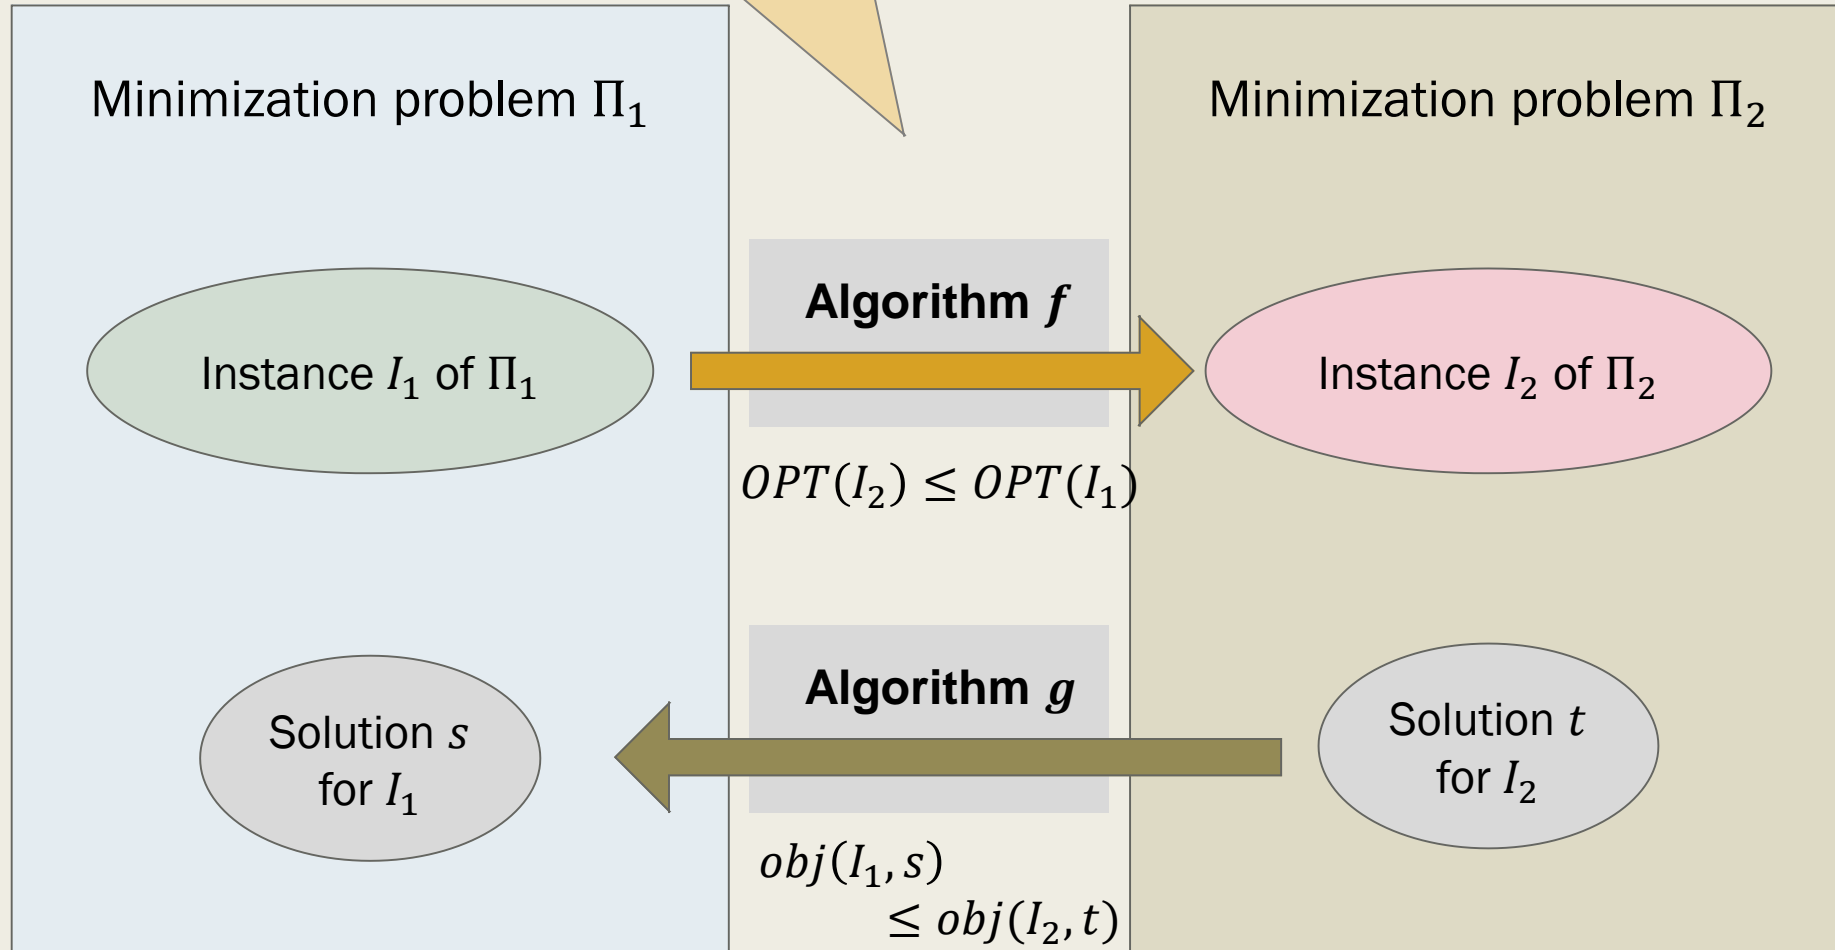 Minimization problem Π₁
Minimization problem Π₂
Algorithm f
Instance I₁ of Π₁
Instance I₂ of Π₂
OPT(I₂) ≤ OPT(I₁)
Algorithm g
Solution s
for I₁
Solution t
for I₂
obj(I₁, s)
≤ obj(I₂, t)